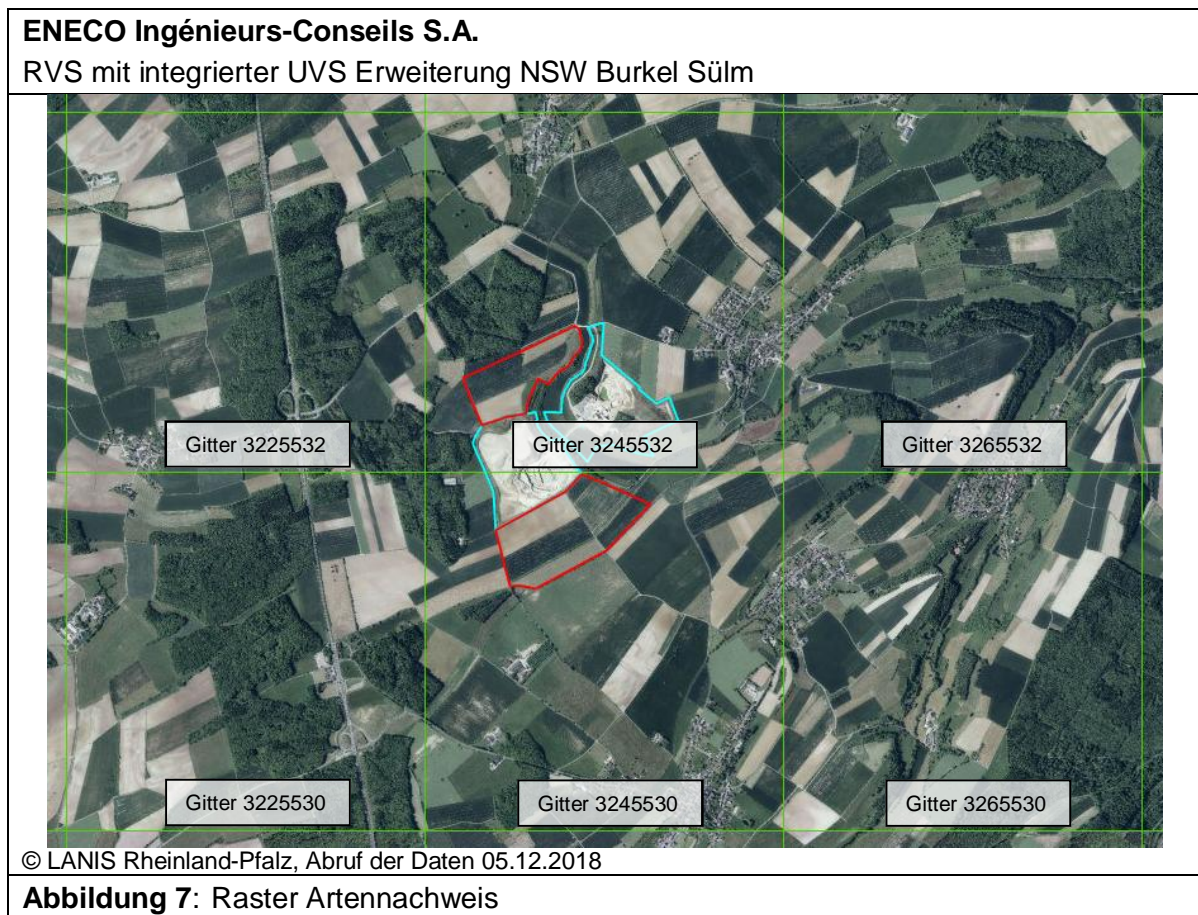 ENECO Ingénieurs-Conseils S.A.
RVS mit integrierter UVS Erweiterung NSW Burkel Sülm
Gitter 3225532
Gitter 3245532
Gitter 3265532
Gitter 3225530
Gitter 3245530
Gitter 3265530
© LANIS Rheinland-Pfalz, Abruf der Daten 05.12.2018
Abbildung 7: Raster Artennachweis